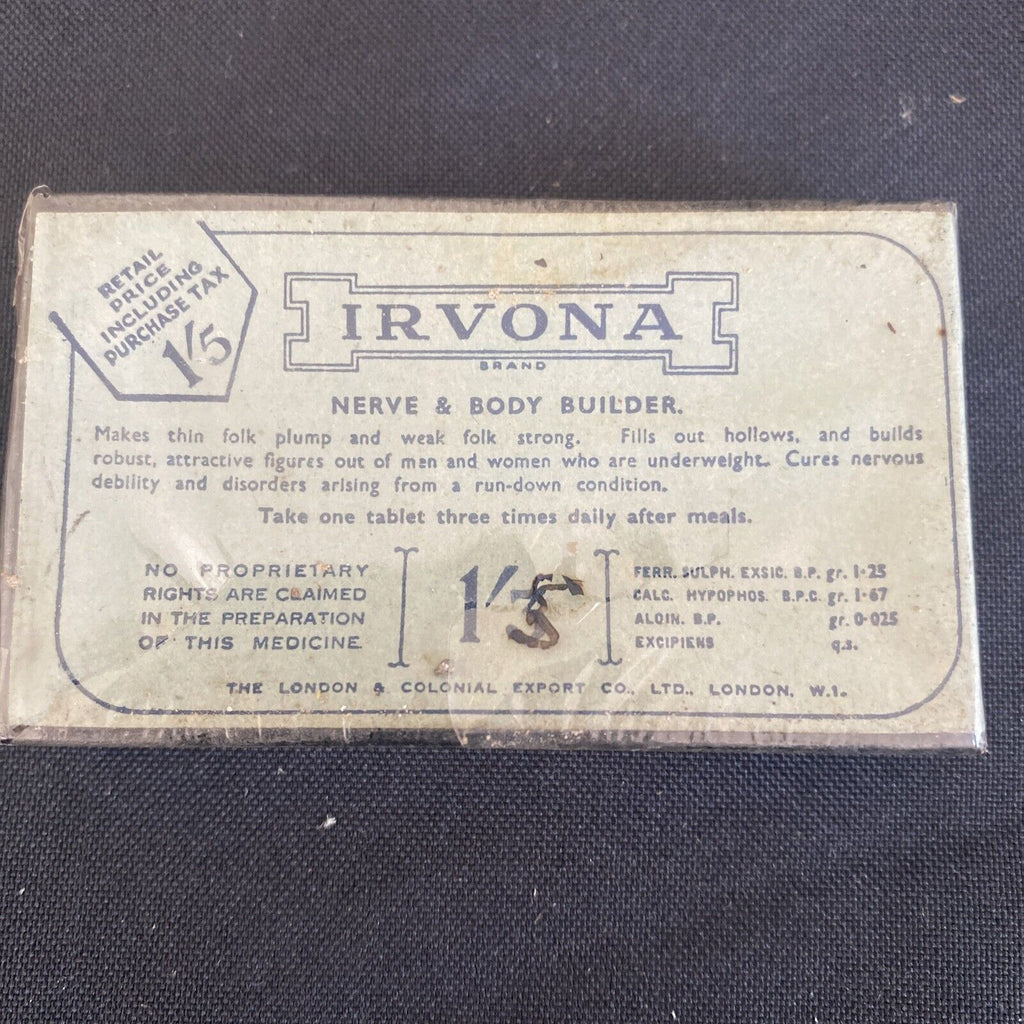 RETAIL
PRICE
INCLUDING
PURCHASE TAX
1/5
IRVONA
BRAND
NERVE & BODY BUILDER.
Makes thin folk plump and weak folk strong. Fills out hollows, and builds
robust, attractive figures out of men and women who are underweight. Cures nervous
debility and disorders arising from a run-down condition.
Take one tablet three times daily after meals.
NO PROPRIETARY
RIGHTS ARE CLAIMED
IN THE PREPARATION
OF THIS MEDICINE
1/5
FERR. SULPH. EXSIC. B.P. gr. 1·25
CALC. HYPOPHOS. B.P.C. gr. 1·67
ALOIN. B.P. gr. 0·025
EXCIPIENS q.s.
THE LONDON & COLONIAL EXPORT CO., LTD., LONDON, W.1.